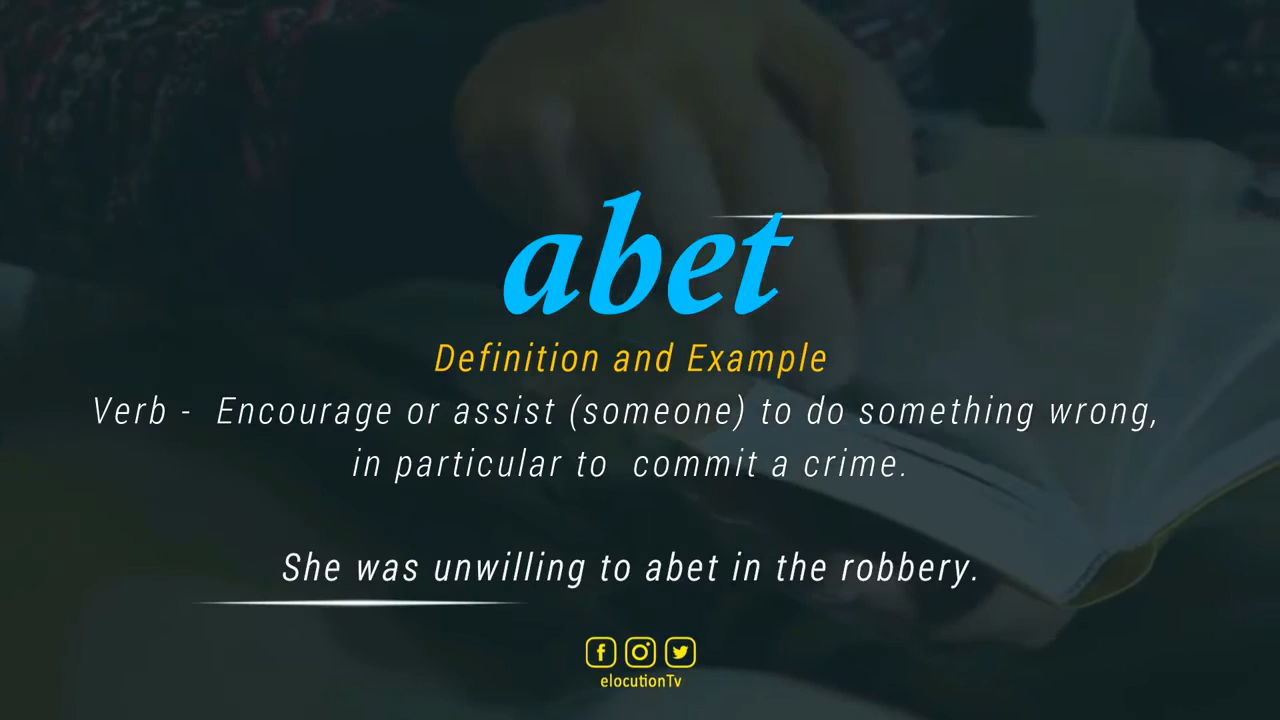 abet
Definition and Example
Verb - Encourage or assist (someone) to do something wrong,
in particular to commit a crime.
She was unwilling to abet in the robbery.
elocutionTv